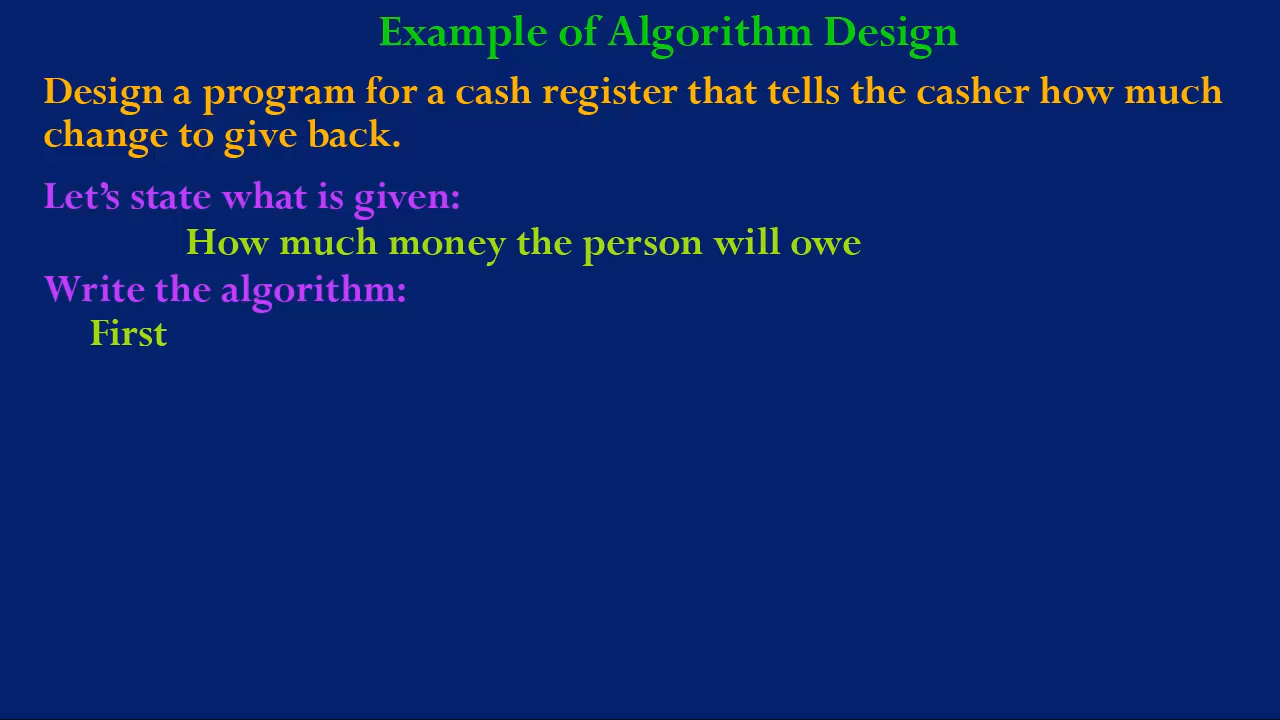 Example of Algorithm Design
Design a program for a cash register that tells the casher how much
change to give back.
Let’s state what is given:
How much money the person will owe
Write the algorithm:
First